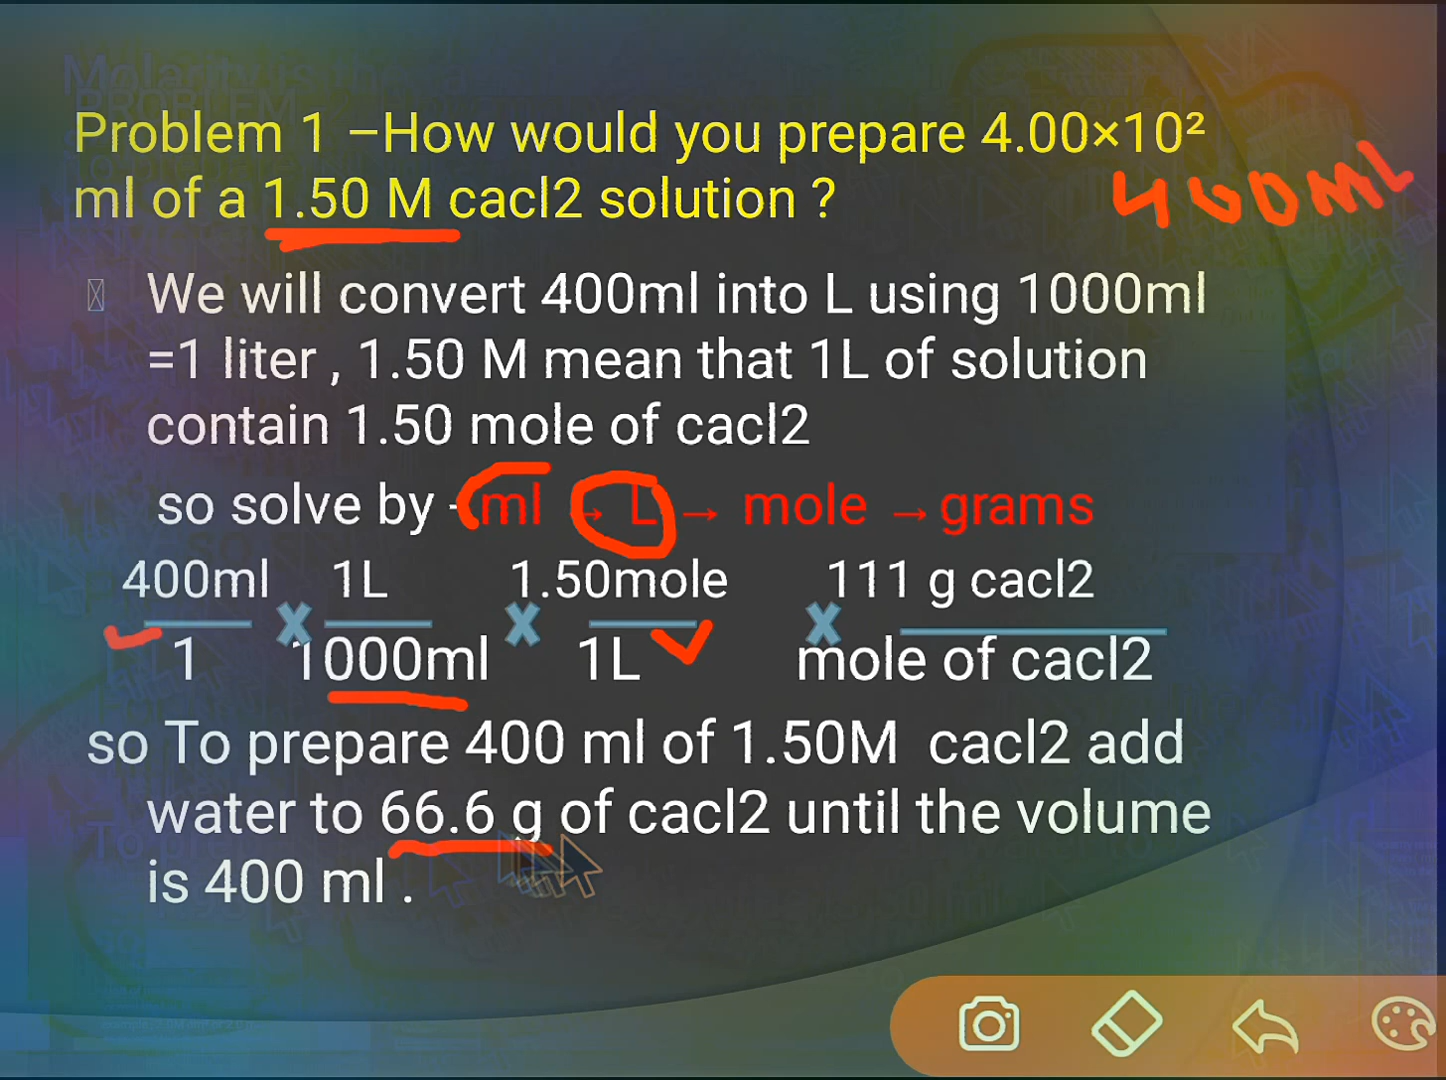 Problem 1 –How would you prepare 4.00×10²
ml of a 1.50 M cacl2 solution ?
400ML
We will convert 400ml into L using 1000ml
=1 liter , 1.50 M mean that 1L of solution
contain 1.50 mole of cacl2
so solve by - ml → L → mole → grams
400ml 1L 1.50mole 111 g cacl2
x x x
1 1000ml 1L mole of cacl2
so To prepare 400 ml of 1.50M cacl2 add
water to 66.6 g of cacl2 until the volume
is 400 ml .